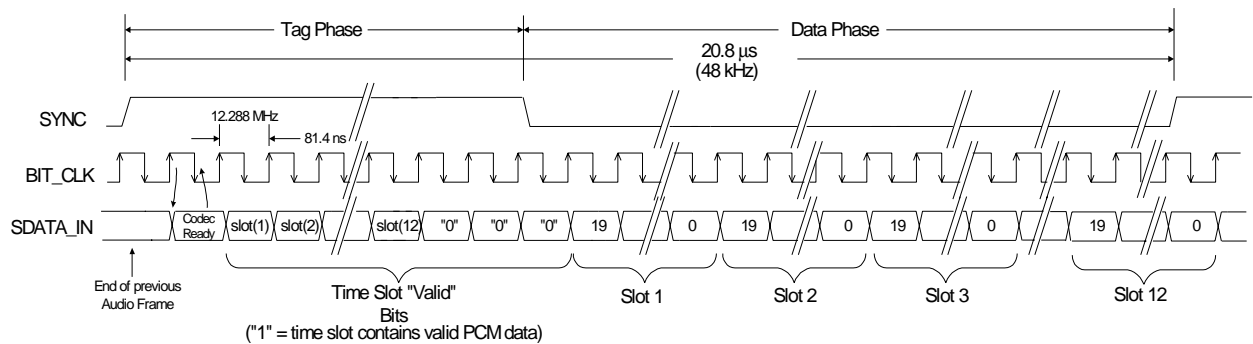 Tag Phase
Data Phase
20.8 μs
(48 kHz)
SYNC
12.288 MHz
81.4 ns
BIT_CLK
SDATA_IN
Codec
Ready
slot(1)
slot(2)
slot(12
"0"
"0"
"0"
19
0
19
0
19
0
19
0
End of previous
Audio Frame
Time Slot "Valid"
Bits
("1" = time slot contains valid PCM data)
Slot 1
Slot 2
Slot 3
Slot 12